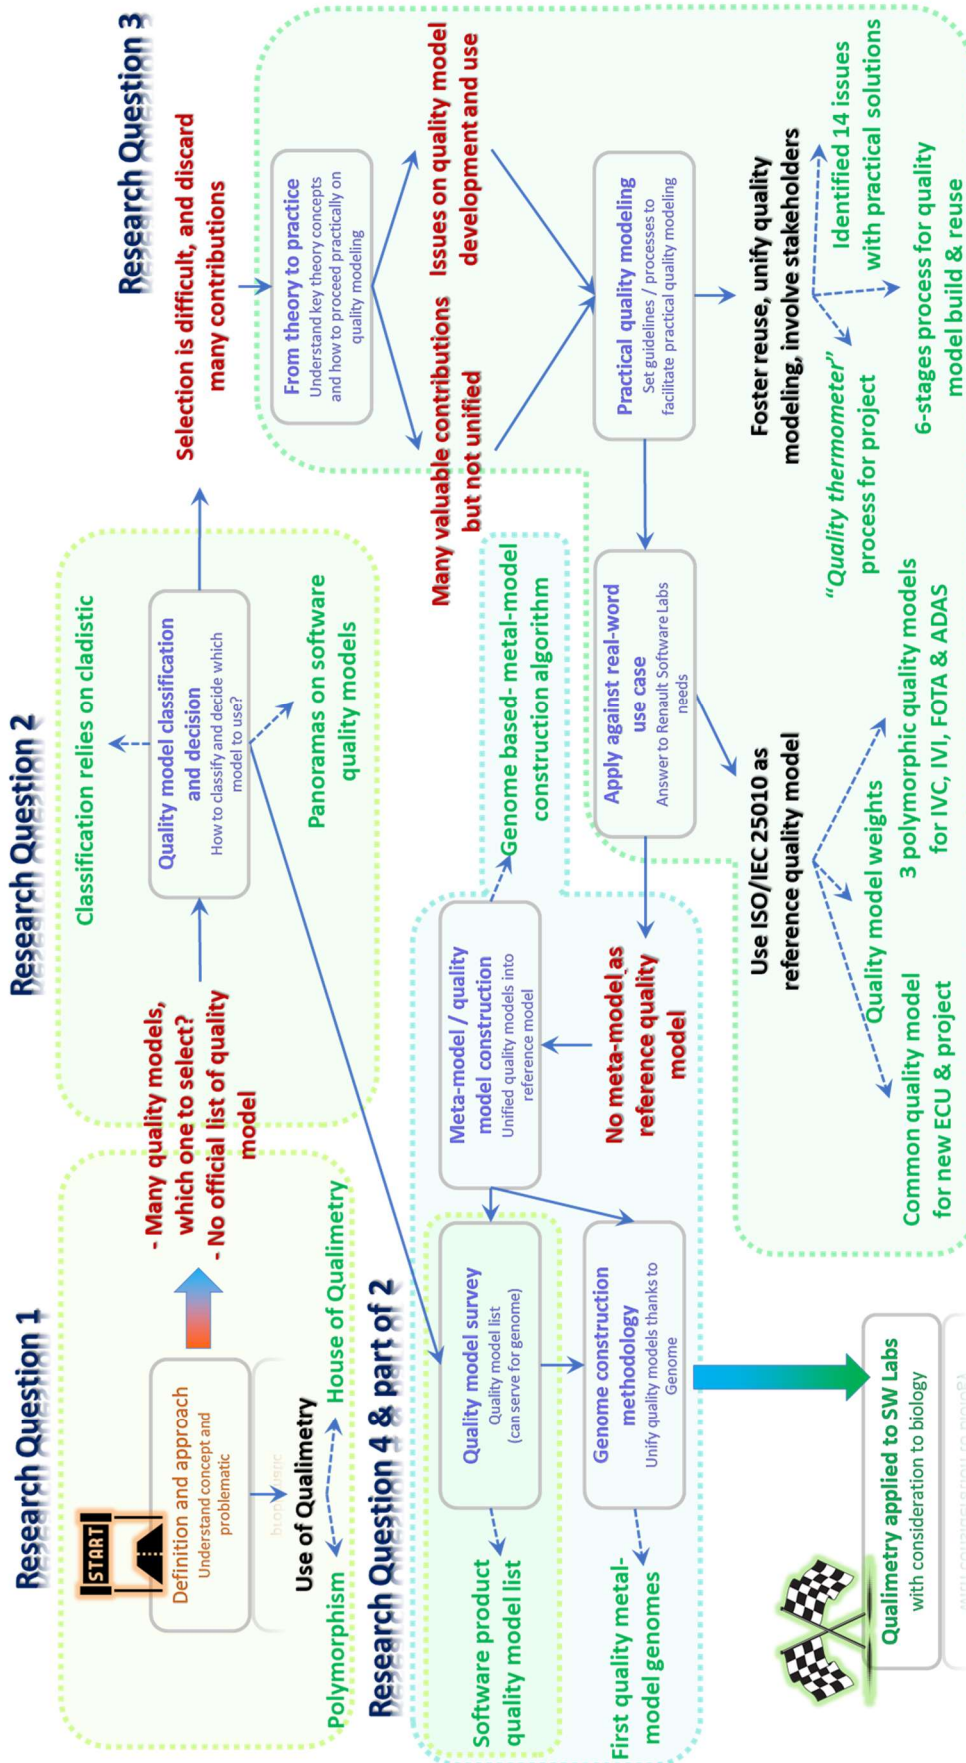 Research Question 1
START
Definition and approach
Understand concept and
problematic
Use of Qualimetry
Polymorphism
House of Qualimetry
- Many quality models,
which one to select?
- No official list of quality
model
Research Question 2
Classification relies on cladistic
Quality model classification
and decision
How to classify and decide which
model to use?
Panoramas on software
quality models
Research Question 3
Selection is difficult, and discard
many contributions
From theory to practice
Understand key theory concepts
and how to proceed practically on
quality modeling
Many valuable contributions
but not unified
Issues on quality model
development and use
Practical quality modeling
Set guidelines / processes to
facilitate practical quality modeling
Foster reuse, unify quality
modeling, involve stakeholders
"Quality thermometer"
process for project
6-stages process for quality
model build & reuse
Identified 14 issues
with practical solutions
Apply against real-word
use case
Answer to Renault Software Labs
needs
Use ISO/IEC 25010 as
reference quality model
Common quality model
for new ECU & project
Quality model weights
3 polymorphic quality models
for IVC, IVI, FOTA & ADAS
No meta-model as
reference quality
model
Research Question 4 & part of 2
Meta-model / quality
model construction
Unified quality models into
reference model
Genome based- metal-model
construction algorithm
Quality model survey
Quality model list
(can serve for genome)
Software product
quality model list
Genome construction
methodology
Unify quality models thanks to
Genome
First quality metal-
model genomes
Qualimetry applied to SW Labs
with consideration to biology